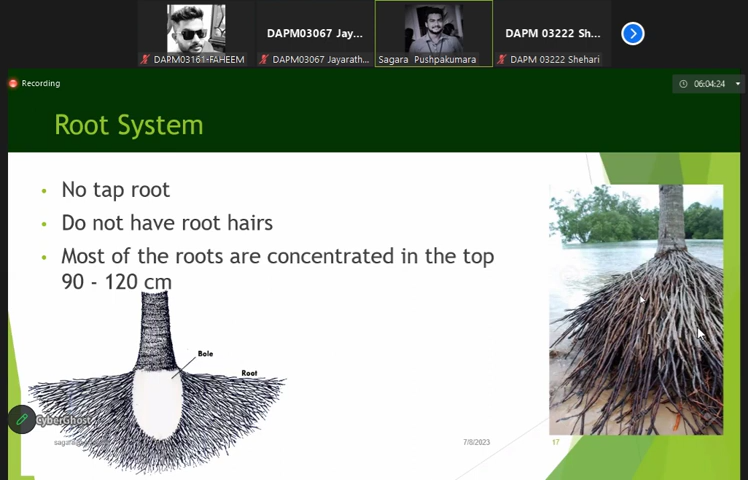 DAPM03067 Jay...
DAPM 03222 Sh...
DAPM03161-FAHEEM
DAPM03067 Jayarath...
Sagara Pushpakumara
DAPM 03222 Shehari
Recording
06:04:24
Root System
• No tap root
• Do not have root hairs
• Most of the roots are concentrated in the top
90 - 120 cm
Bole
Root
CyberGhost
7/8/2023
17